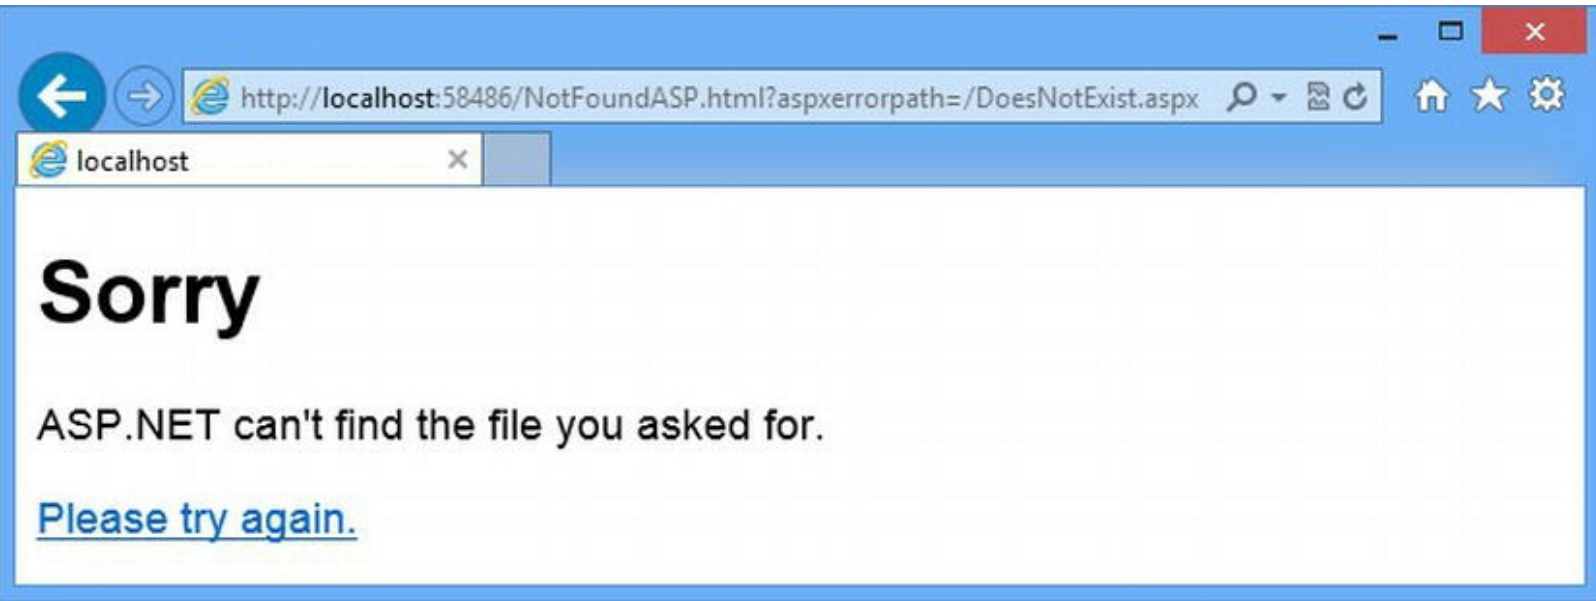 http://localhost:58486/NotFoundASP.html?aspxerrorpath=/DoesNotExist.aspx
localhost
Sorry
ASP.NET can't find the file you asked for.
Please try again.